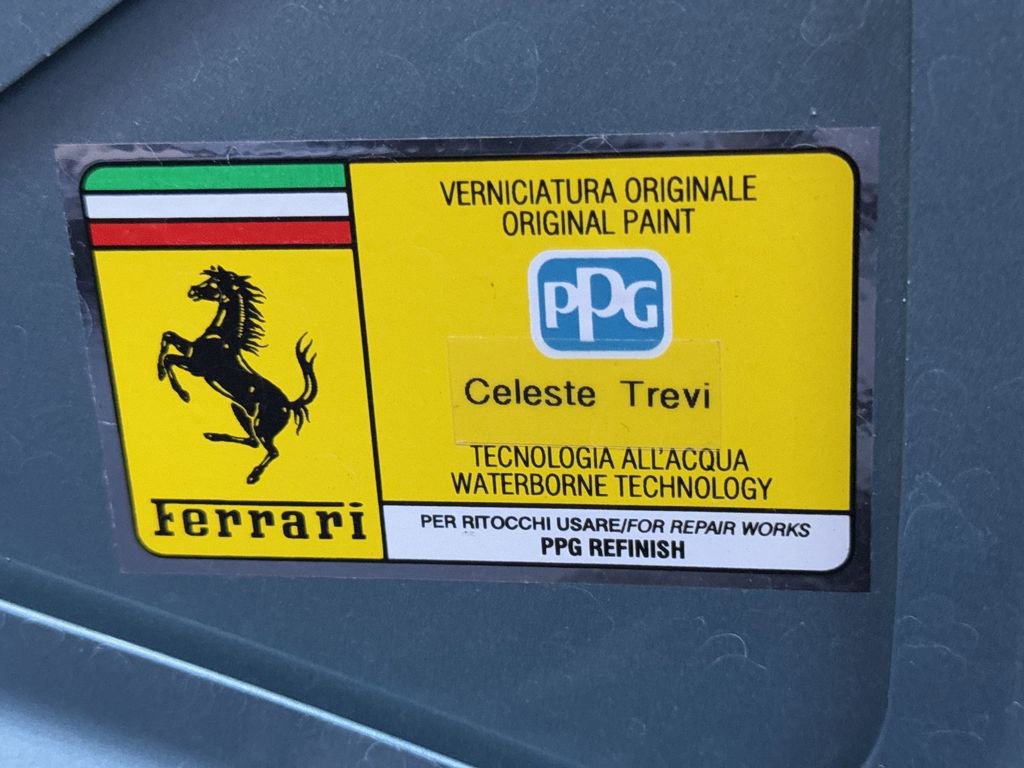 VERNICIATURA ORIGINALE
ORIGINAL PAINT
PPG
Celeste Trevi
TECNOLOGIA ALL'ACQUA
WATERBORNE TECHNOLOGY
Ferrari
PER RITOCCHI USARE/FOR REPAIR WORKS
PPG REFINISH